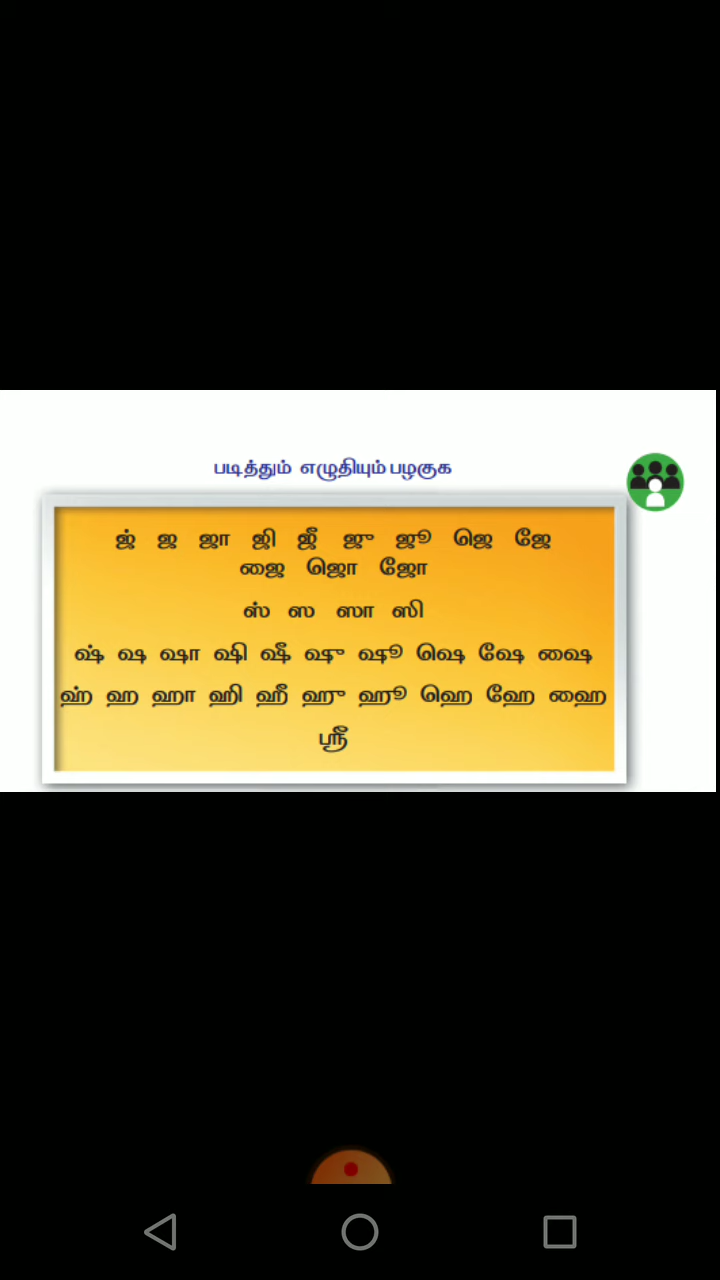 படித்தும் எழுதியும் பழகுக
ஜ் ஜ ஜா ஜி ஜீ ஜு ஜூ ஜெ ஜே
ஜை ஜொ ஜோ
ஸ் ஸ ஸா ஸி
ஷ் ஷ ஷா ஷி ஷீ ஷு ஷூ ஷெ ஷே ஷை
ஹ் ஹ ஹா ஹி ஹீ ஹு ஹூ ஹெ ஹே ஹை
ஸ்ரீ